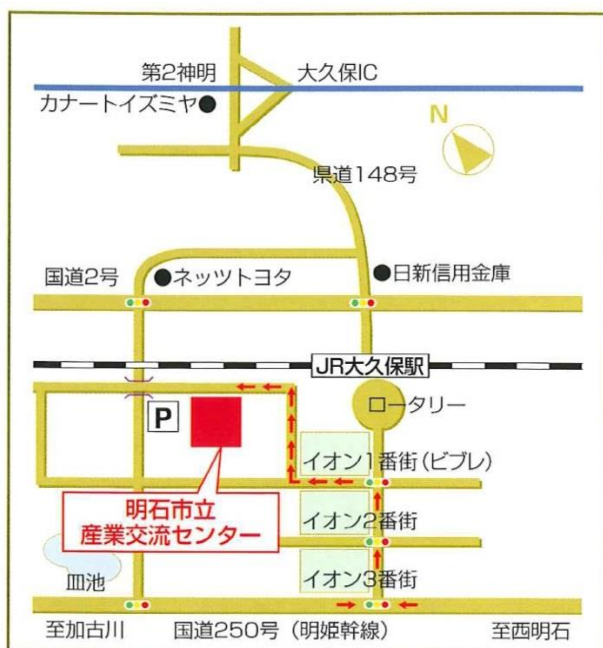 第2神明
大久保IC
カナートイズミヤ
N
県道148号
国道2号
ネッツトヨタ
日新信用金庫
JR大久保駅
P
ロータリー
イオン1番街(ビブレ)
明石市立
産業交流センター
イオン2番街
皿池
イオン3番街
至加古川
国道250号(明姫幹線)
至西明石